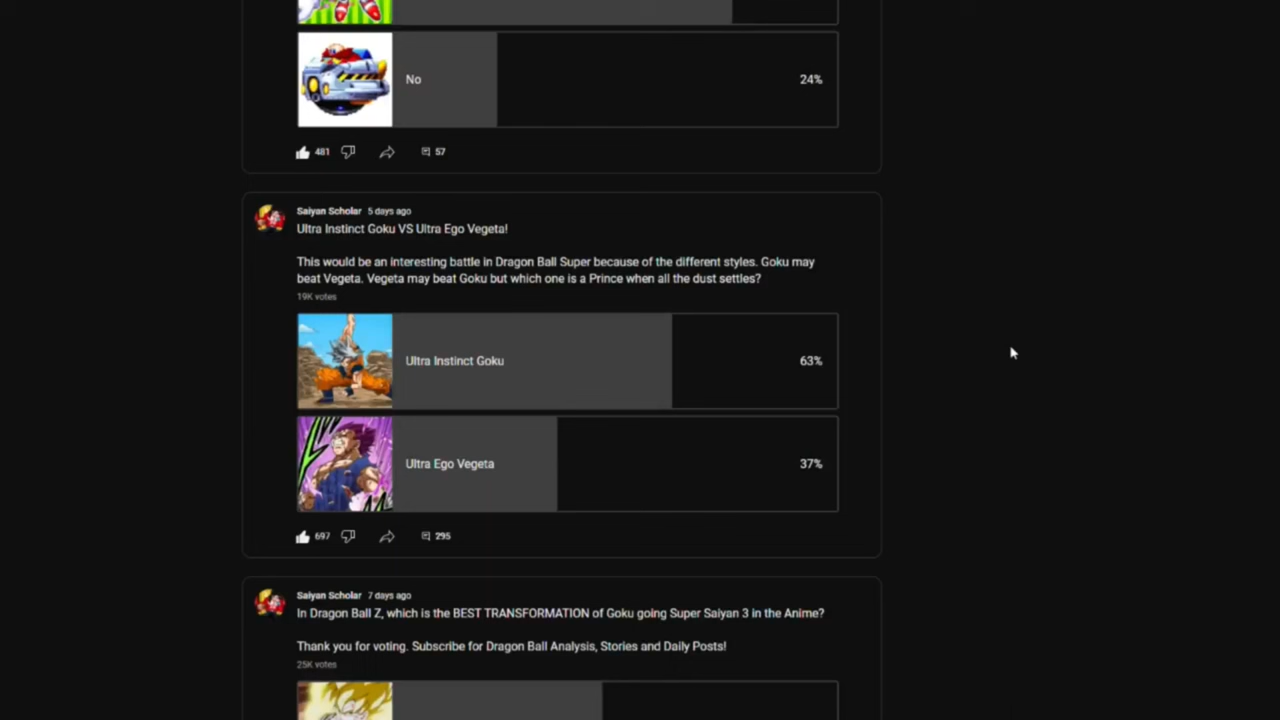 No
24%
481
57
Saiyan Scholar 5 days ago
Ultra Instinct Goku VS Ultra Ego Vegeta!
This would be an interesting battle in Dragon Ball Super because of the different styles. Goku may
beat Vegeta. Vegeta may beat Goku but which one is a Prince when all the dust settles?
19K votes
Ultra Instinct Goku
63%
Ultra Ego Vegeta
37%
697
295
Saiyan Scholar 7 days ago
In Dragon Ball Z, which is the BEST TRANSFORMATION of Goku going Super Saiyan 3 in the Anime?
Thank you for voting. Subscribe for Dragon Ball Analysis, Stories and Daily Posts!
25K votes